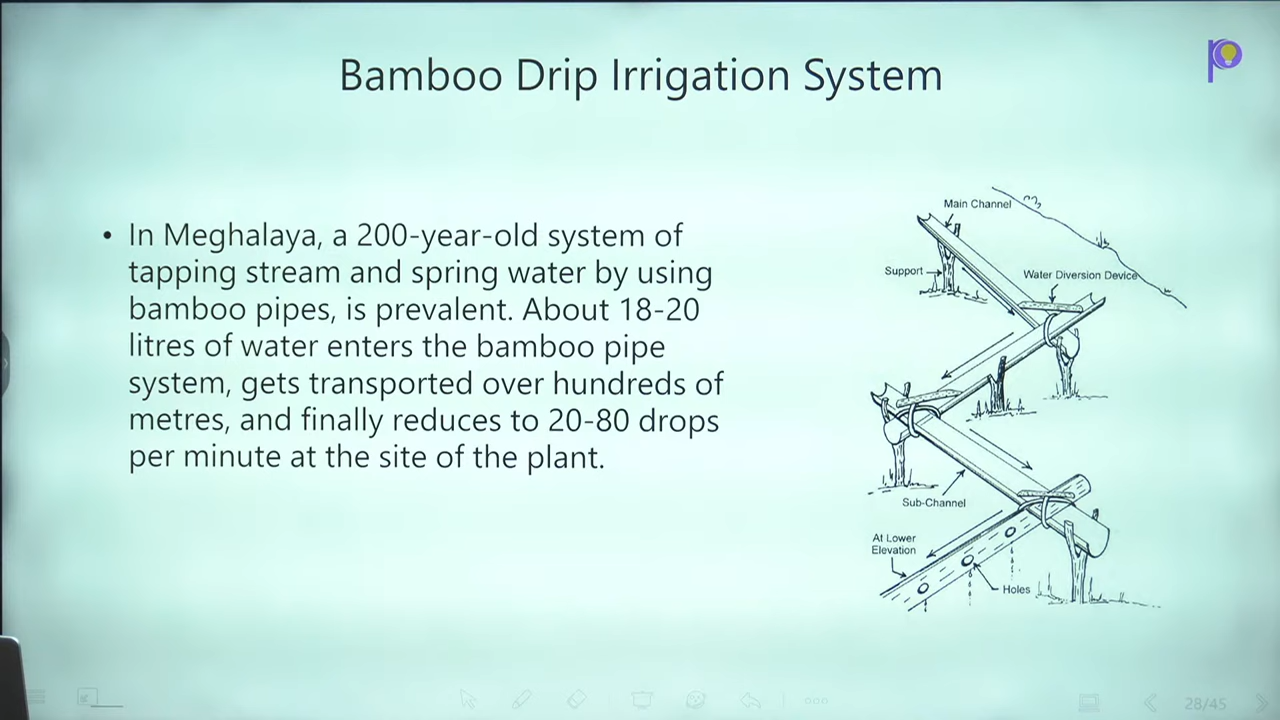 Bamboo Drip Irrigation System
• In Meghalaya, a 200-year-old system of
tapping stream and spring water by using
bamboo pipes, is prevalent. About 18-20
litres of water enters the bamboo pipe
system, gets transported over hundreds of
metres, and finally reduces to 20-80 drops
per minute at the site of the plant.
Main Channel
Support
Water Diversion Device
Sub-Channel
At Lower
Elevation
Holes
28/45